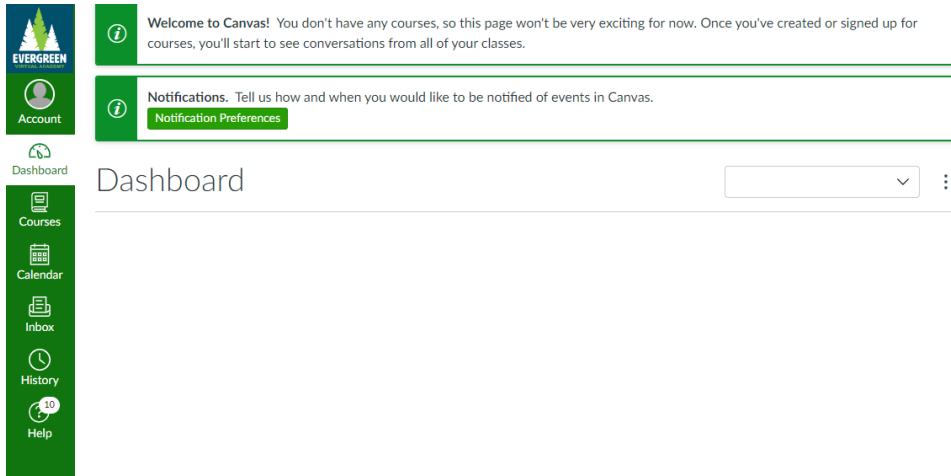 EVERGREEN
VIRTUAL ACADEMY
Account
Dashboard
Courses
Calendar
Inbox
History
10
Help
Welcome to Canvas! You don't have any courses, so this page won't be very exciting for now. Once you've created or signed up for
courses, you'll start to see conversations from all of your classes.
Notifications. Tell us how and when you would like to be notified of events in Canvas.
Notification Preferences
Dashboard